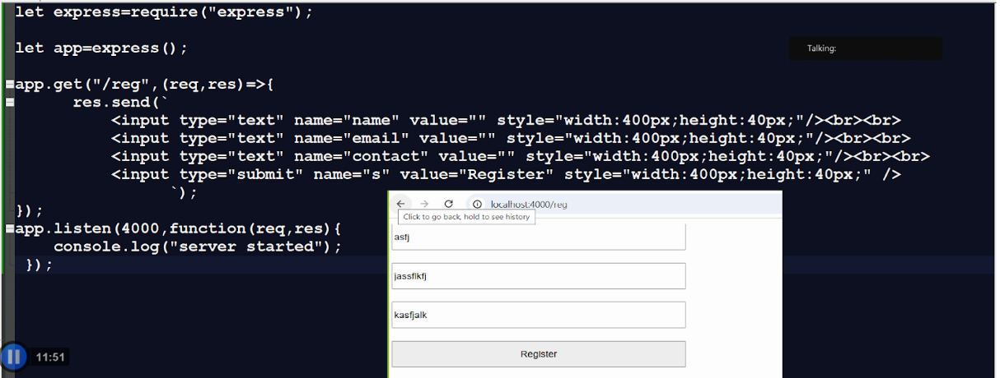 let express=require("express");
let app=express();
Talking:
app.get("/reg",(req,res)=>{
res.send(`
<input type="text" name="name" value="" style="width:400px;height:40px;"/><br><br>
<input type="text" name="email" value="" style="width:400px;height:40px;"/><br><br>
<input type="text" name="contact" value="" style="width:400px;height:40px;"/><br><br>
<input type="submit" name="s" value="Register" style="width:400px;height:40px;" />
`);
});
app.listen(4000,function(req,res){
console.log("server started");
});
localhost:4000/reg
Click to go back, hold to see history
asfj
jassflkfj
kasfjalk
Register
11:51